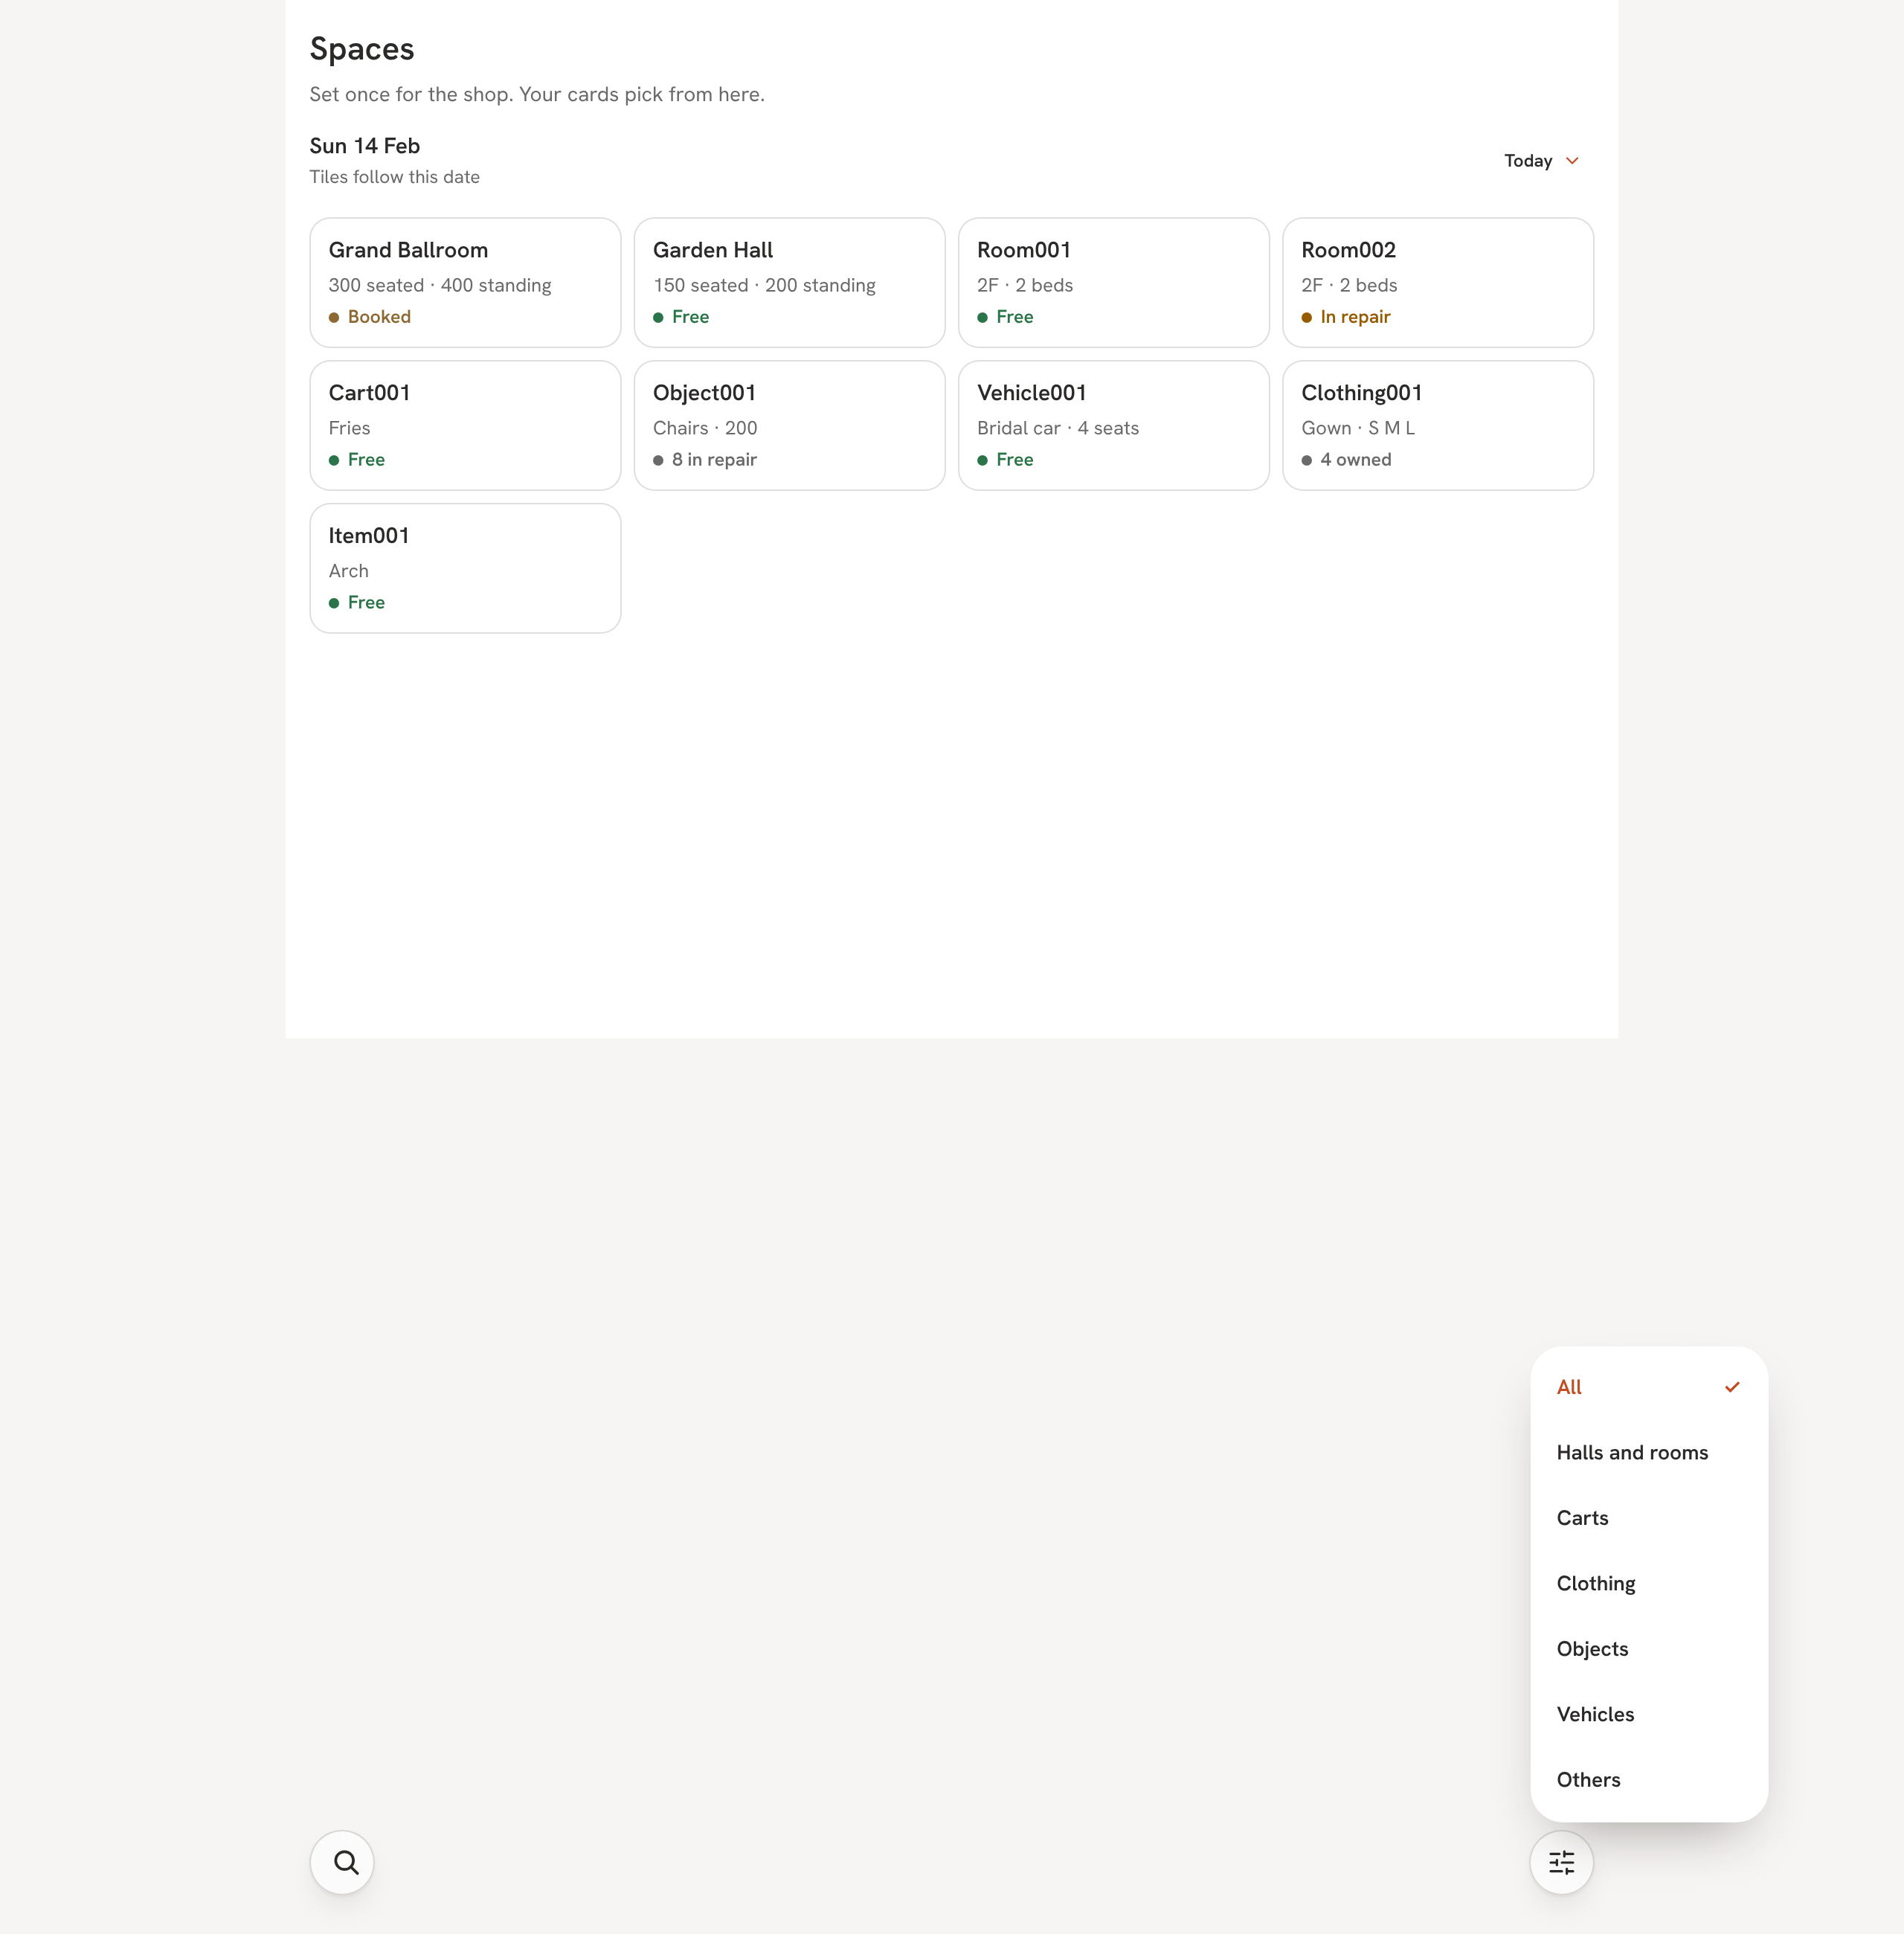 Spaces
Set once for the shop. Your cards pick from here.
Sun 14 Feb
Tiles follow this date
Today
Grand Ballroom
300 seated · 400 standing
Booked
Garden Hall
150 seated · 200 standing
Free
Room001
2F · 2 beds
Free
Room002
2F · 2 beds
In repair
Cart001
Fries
Free
Object001
Chairs · 200
8 in repair
Vehicle001
Bridal car · 4 seats
Free
Clothing001
Gown · S M L
4 owned
Item001
Arch
Free
All
Halls and rooms
Carts
Clothing
Objects
Vehicles
Others